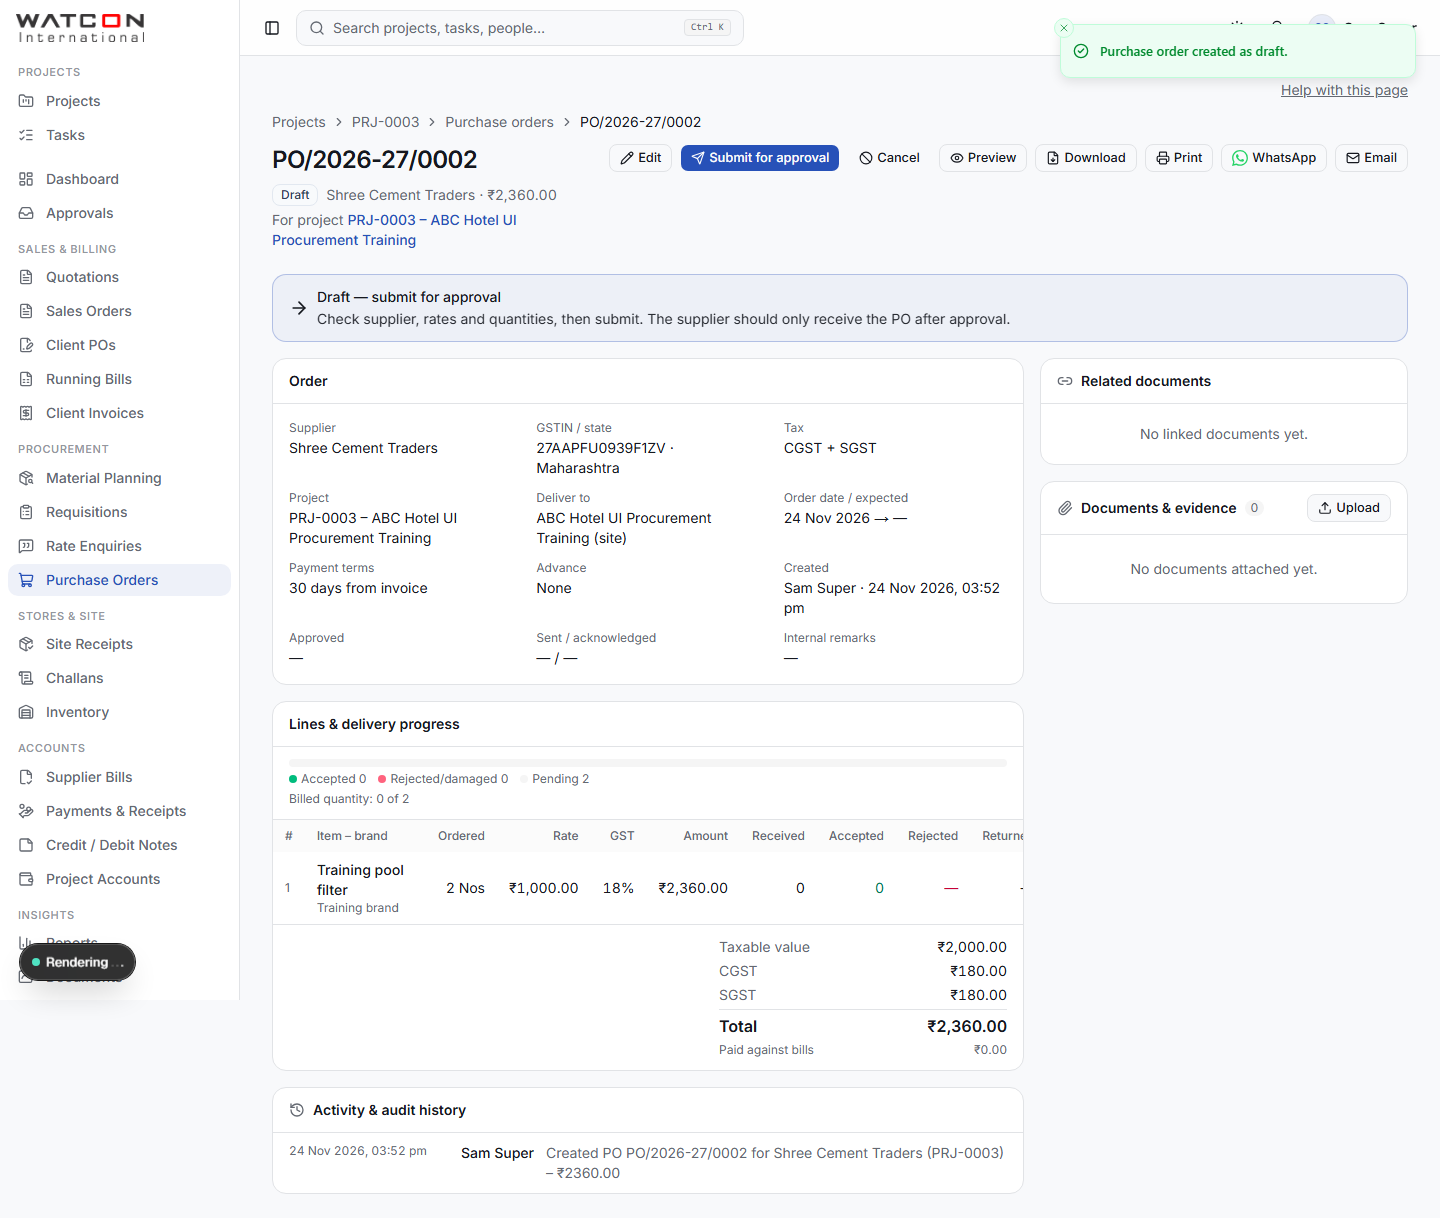 WATCON
International
Search projects, tasks, people...
Ctrl K
Purchase order created as draft.
Help with this page
PROJECTS
Projects
Tasks
Dashboard
Approvals
SALES & BILLING
Quotations
Sales Orders
Client POs
Running Bills
Client Invoices
PROCUREMENT
Material Planning
Requisitions
Rate Enquiries
Purchase Orders
STORES & SITE
Site Receipts
Challans
Inventory
ACCOUNTS
Supplier Bills
Payments & Receipts
Credit / Debit Notes
Project Accounts
INSIGHTS
Reports
Rendering...
Documents
Projects > PRJ-0003 > Purchase orders > PO/2026-27/0002
PO/2026-27/0002
Edit
Submit for approval
Cancel
Preview
Download
Print
WhatsApp
Email
Draft Shree Cement Traders · ₹2,360.00
For project PRJ-0003 – ABC Hotel UI
Procurement Training
Draft — submit for approval
Check supplier, rates and quantities, then submit. The supplier should only receive the PO after approval.
Order
Supplier
Shree Cement Traders
GSTIN / state
27AAPFU0939F1ZV ·
Maharashtra
Tax
CGST + SGST
Project
PRJ-0003 – ABC Hotel UI
Procurement Training
Deliver to
ABC Hotel UI Procurement
Training (site)
Order date / expected
24 Nov 2026 → —
Payment terms
30 days from invoice
Advance
None
Created
Sam Super · 24 Nov 2026, 03:52
pm
Approved
—
Sent / acknowledged
— / —
Internal remarks
—
Related documents
No linked documents yet.
Documents & evidence 0
Upload
No documents attached yet.
Lines & delivery progress
Accepted 0 Rejected/damaged 0 Pending 2
Billed quantity: 0 of 2
# Item – brand Ordered Rate GST Amount Received Accepted Rejected
1 Training pool filter Training brand 2 Nos ₹1,000.00 18% ₹2,360.00 0 0 —
Taxable value ₹2,000.00
CGST ₹180.00
SGST ₹180.00
Total ₹2,360.00
Paid against bills ₹0.00
Activity & audit history
24 Nov 2026, 03:52 pm Sam Super Created PO PO/2026-27/0002 for Shree Cement Traders (PRJ-0003)
– ₹2360.00